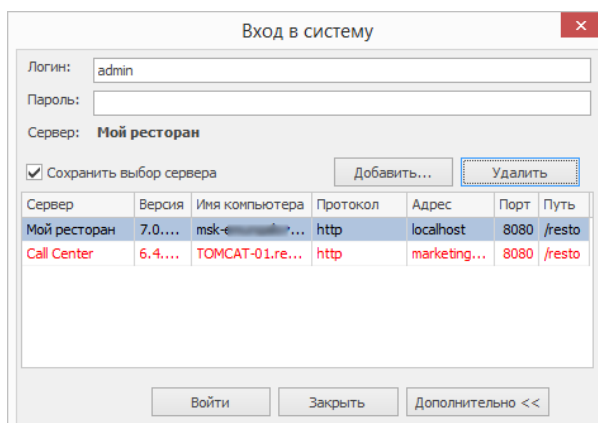 Вход в систему
Логин: admin
Пароль:
Сервер: Мой ресторан
Сохранить выбор сервера Добавить... Удалить
Сервер Версия Имя компьютера Протокол Адрес Порт Путь
Мой ресторан 7.0.... http localhost 8080 /resto
Call Center 6.4.... TOMCAT-01.re... http marketing... 8080 /resto
Войти Закрыть Дополнительно <<